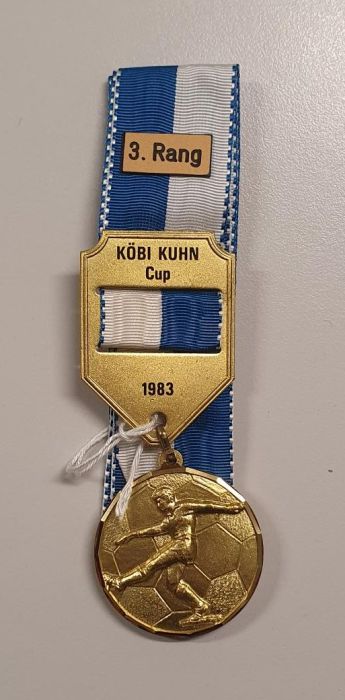 3. Rang
KÖBI KUHN
Cup
1983